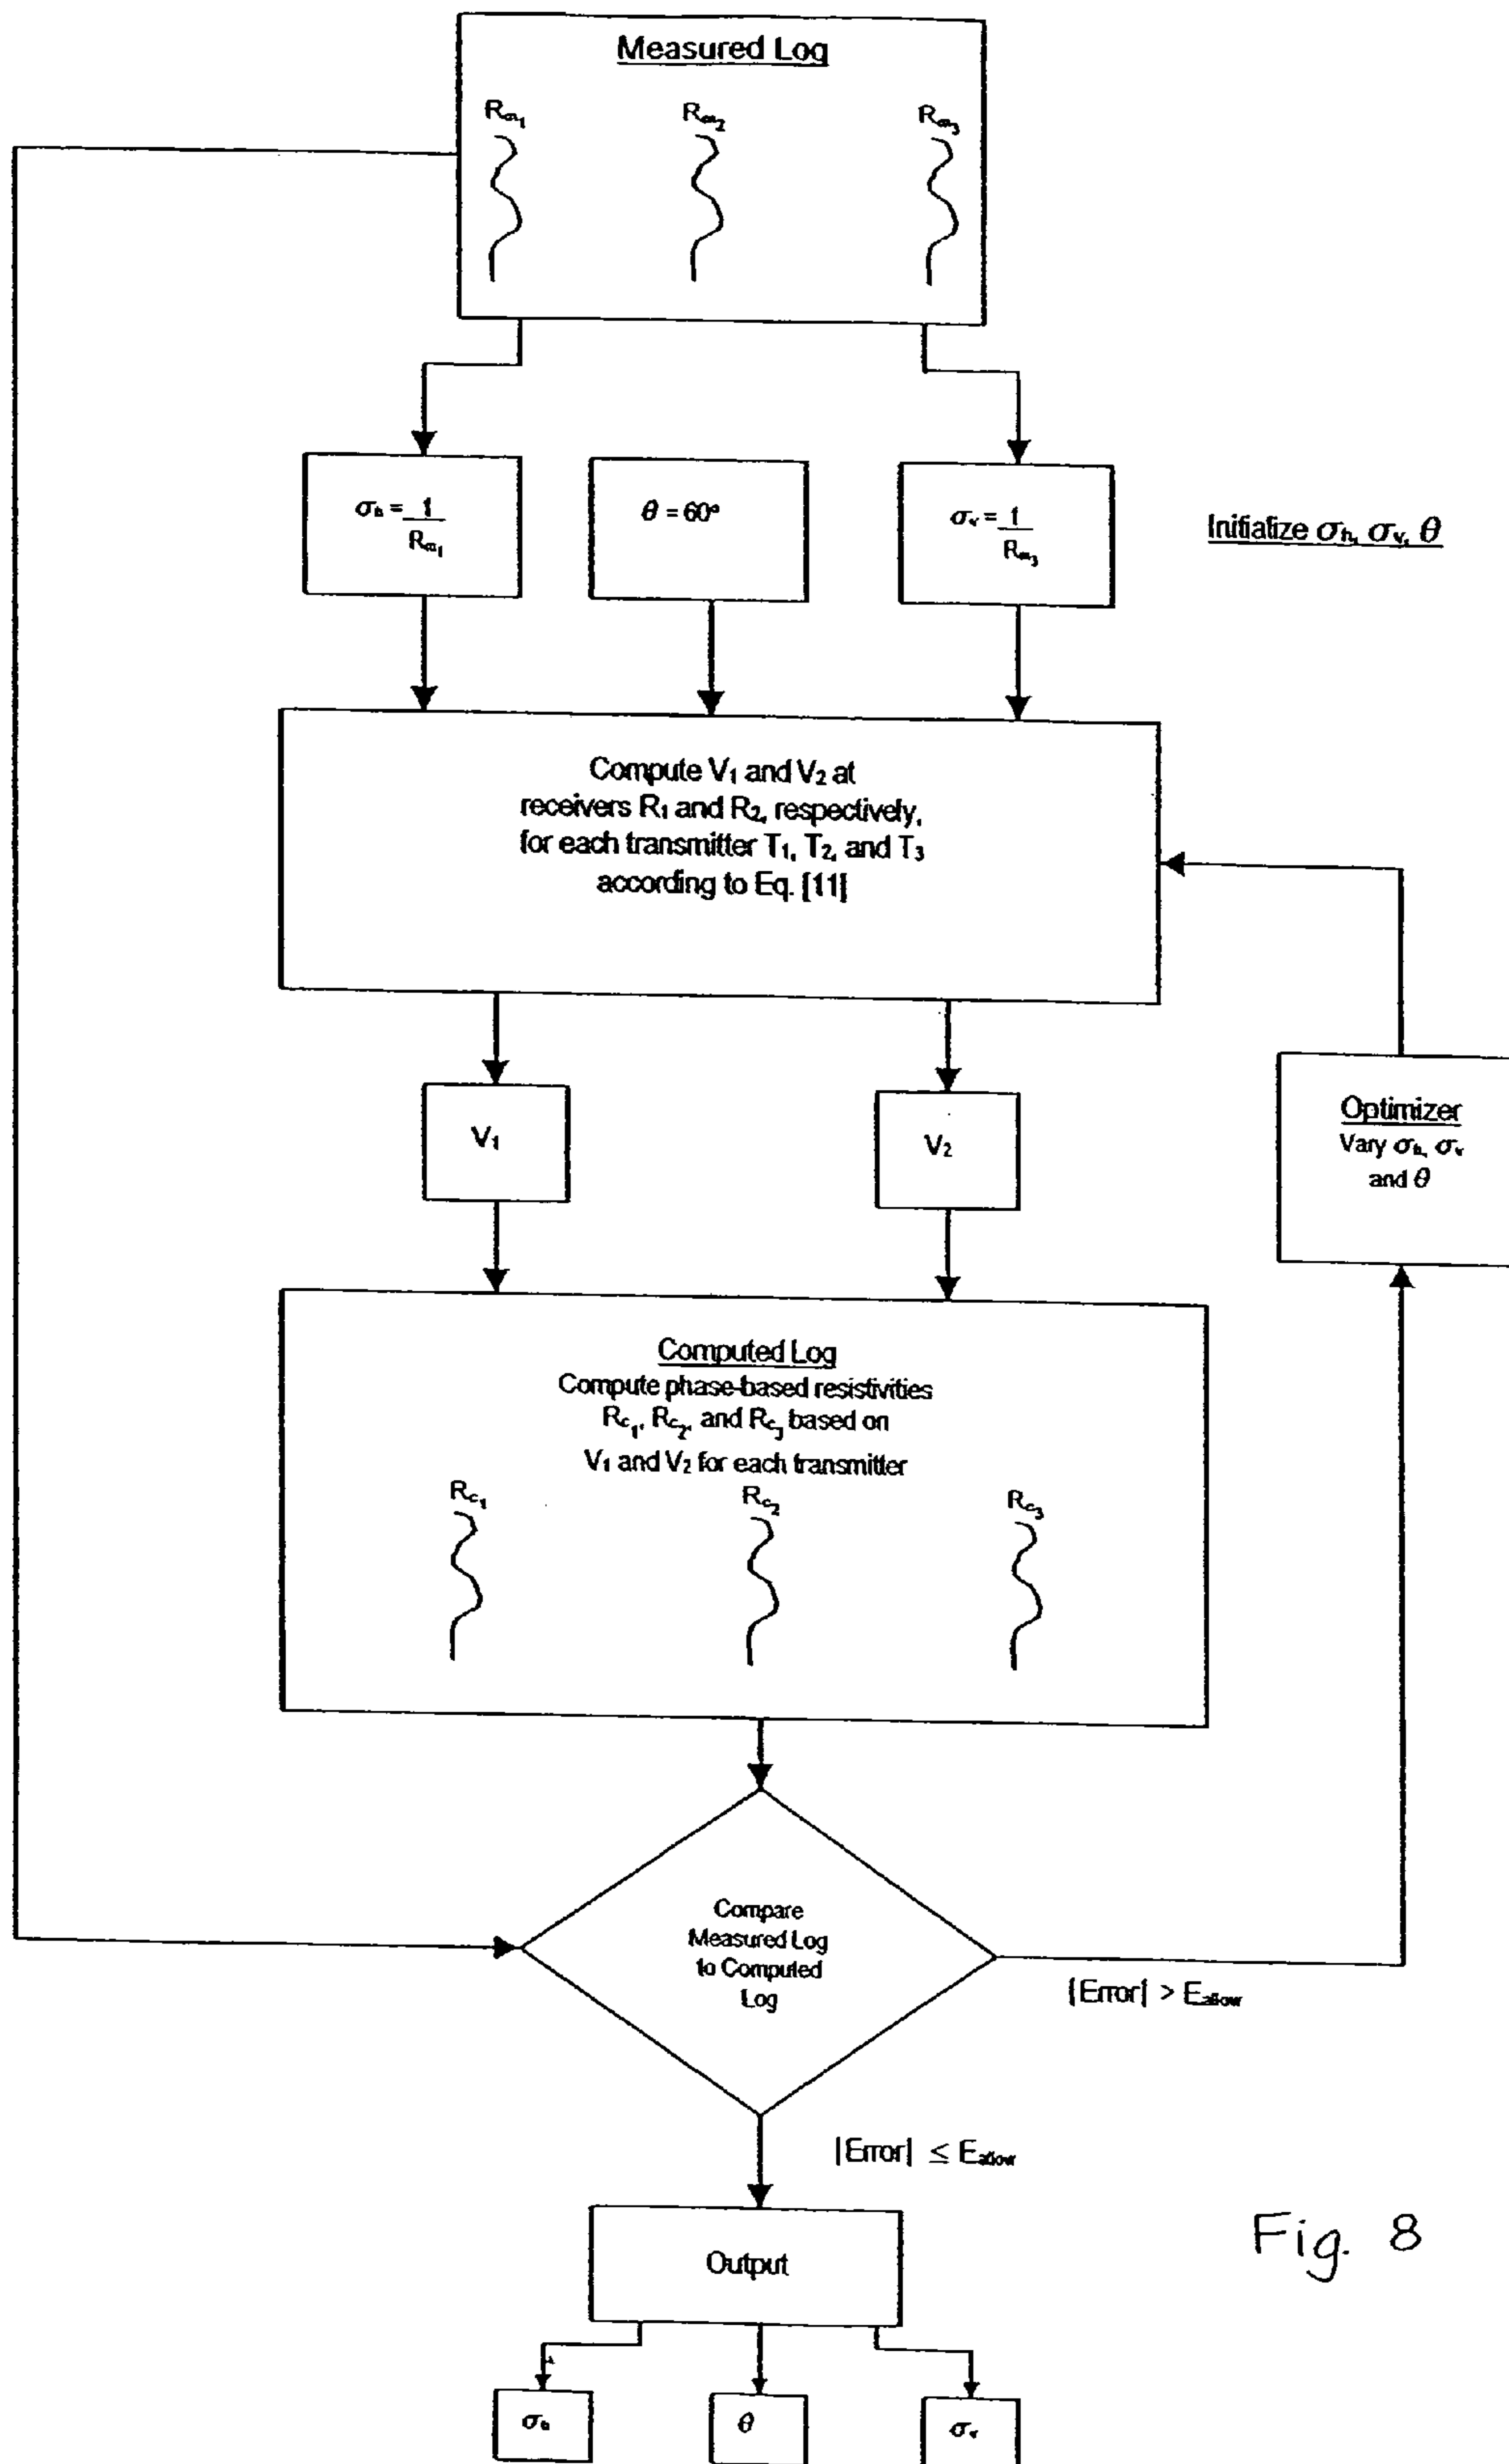 Measured Log
Rm1 Rm2 Rm3
σh = 1
Rm1
θ = 60°
σv = 1
Rm3
Initialize σh, σv, θ
Compute V1 and V2 at
receivers R1 and R2, respectively,
for each transmitter T1, T2, and T3
according to Eq. [11]
V1
V2
Optimizer
Vary σh, σv
and θ
Computed Log
Compute phase-based resistivities
Rc1, Rc2, and Rc3 based on
V1 and V2 for each transmitter
Rc1 Rc2 Rc3
Compare
Measured Log
to Computed
Log
|Error| > Eallow
|Error| ≤ Eallow
Output
σh
θ
σv
Fig. 8